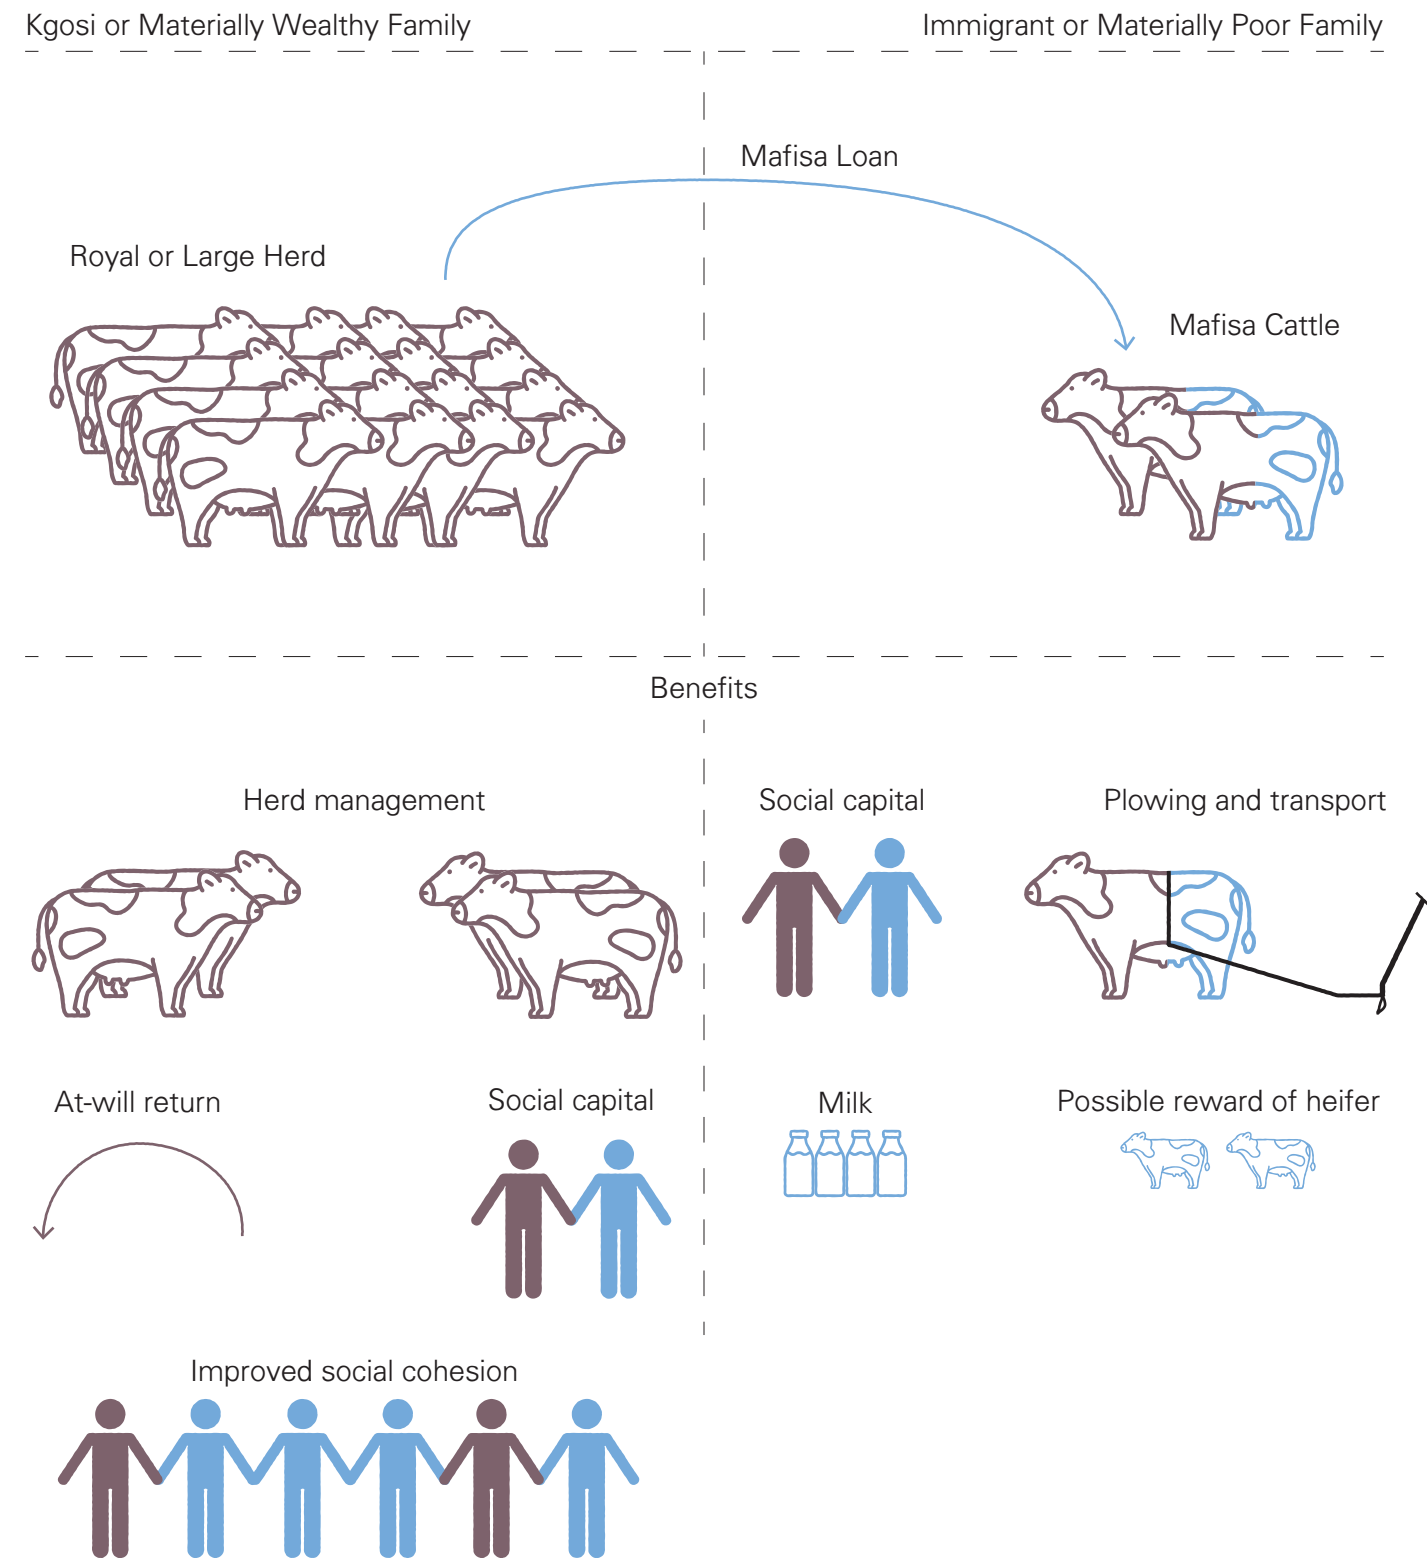 Kgosi or Materially Wealthy Family
Immigrant or Materially Poor Family
Mafisa Loan
Royal or Large Herd
Mafisa Cattle
Benefits
Herd management
Social capital
Plowing and transport
At-will return
Social capital
Milk
Possible reward of heifer
Improved social cohesion